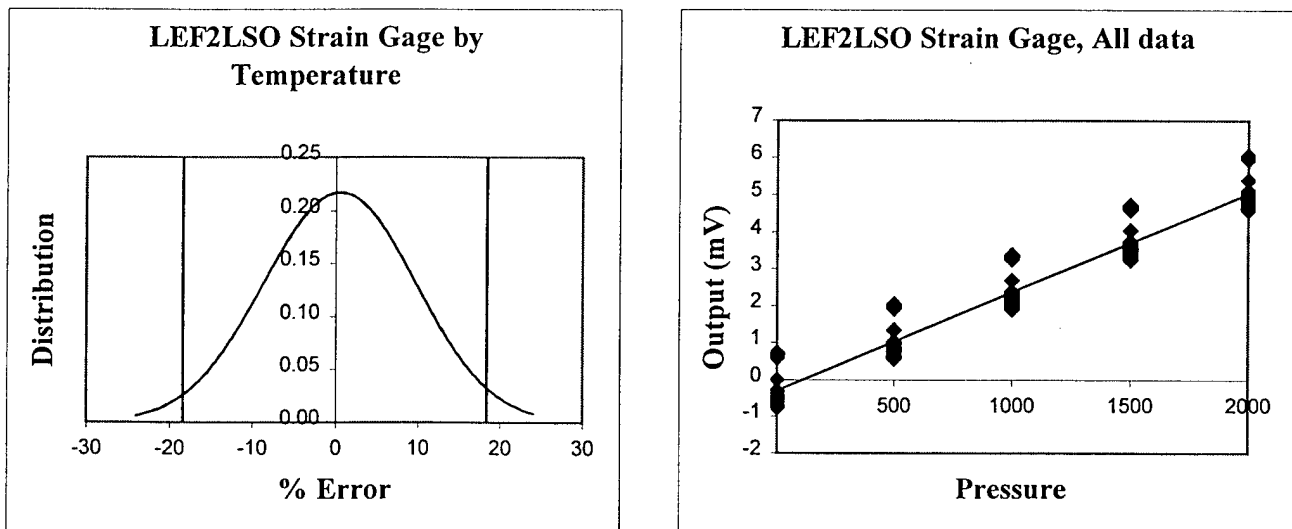 LEF2LSO Strain Gage by
Temperature
Distribution
0.25
0.20
0.15
0.10
0.05
0.00
-30 -20 -10 0 10 20 30
% Error
LEF2LSO Strain Gage, All data
Output (mV)
7
6
5
4
3
2
1
0
-1
-2
500 1000 1500 2000
Pressure